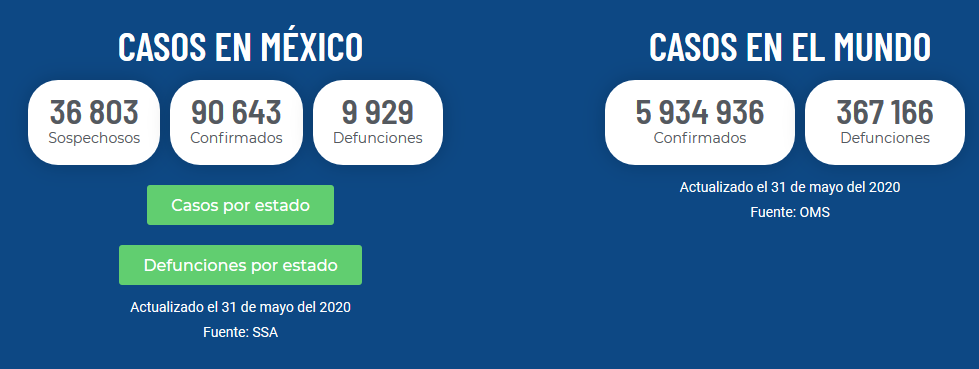 CASOS EN MÉXICO
36 803
Sospechosos
90 643
Confirmados
9 929
Defunciones
Casos por estado
Defunciones por estado
Actualizado el 31 de mayo del 2020
Fuente: SSA
CASOS EN EL MUNDO
5 934 936
Confirmados
367 166
Defunciones
Actualizado el 31 de mayo del 2020
Fuente: OMS